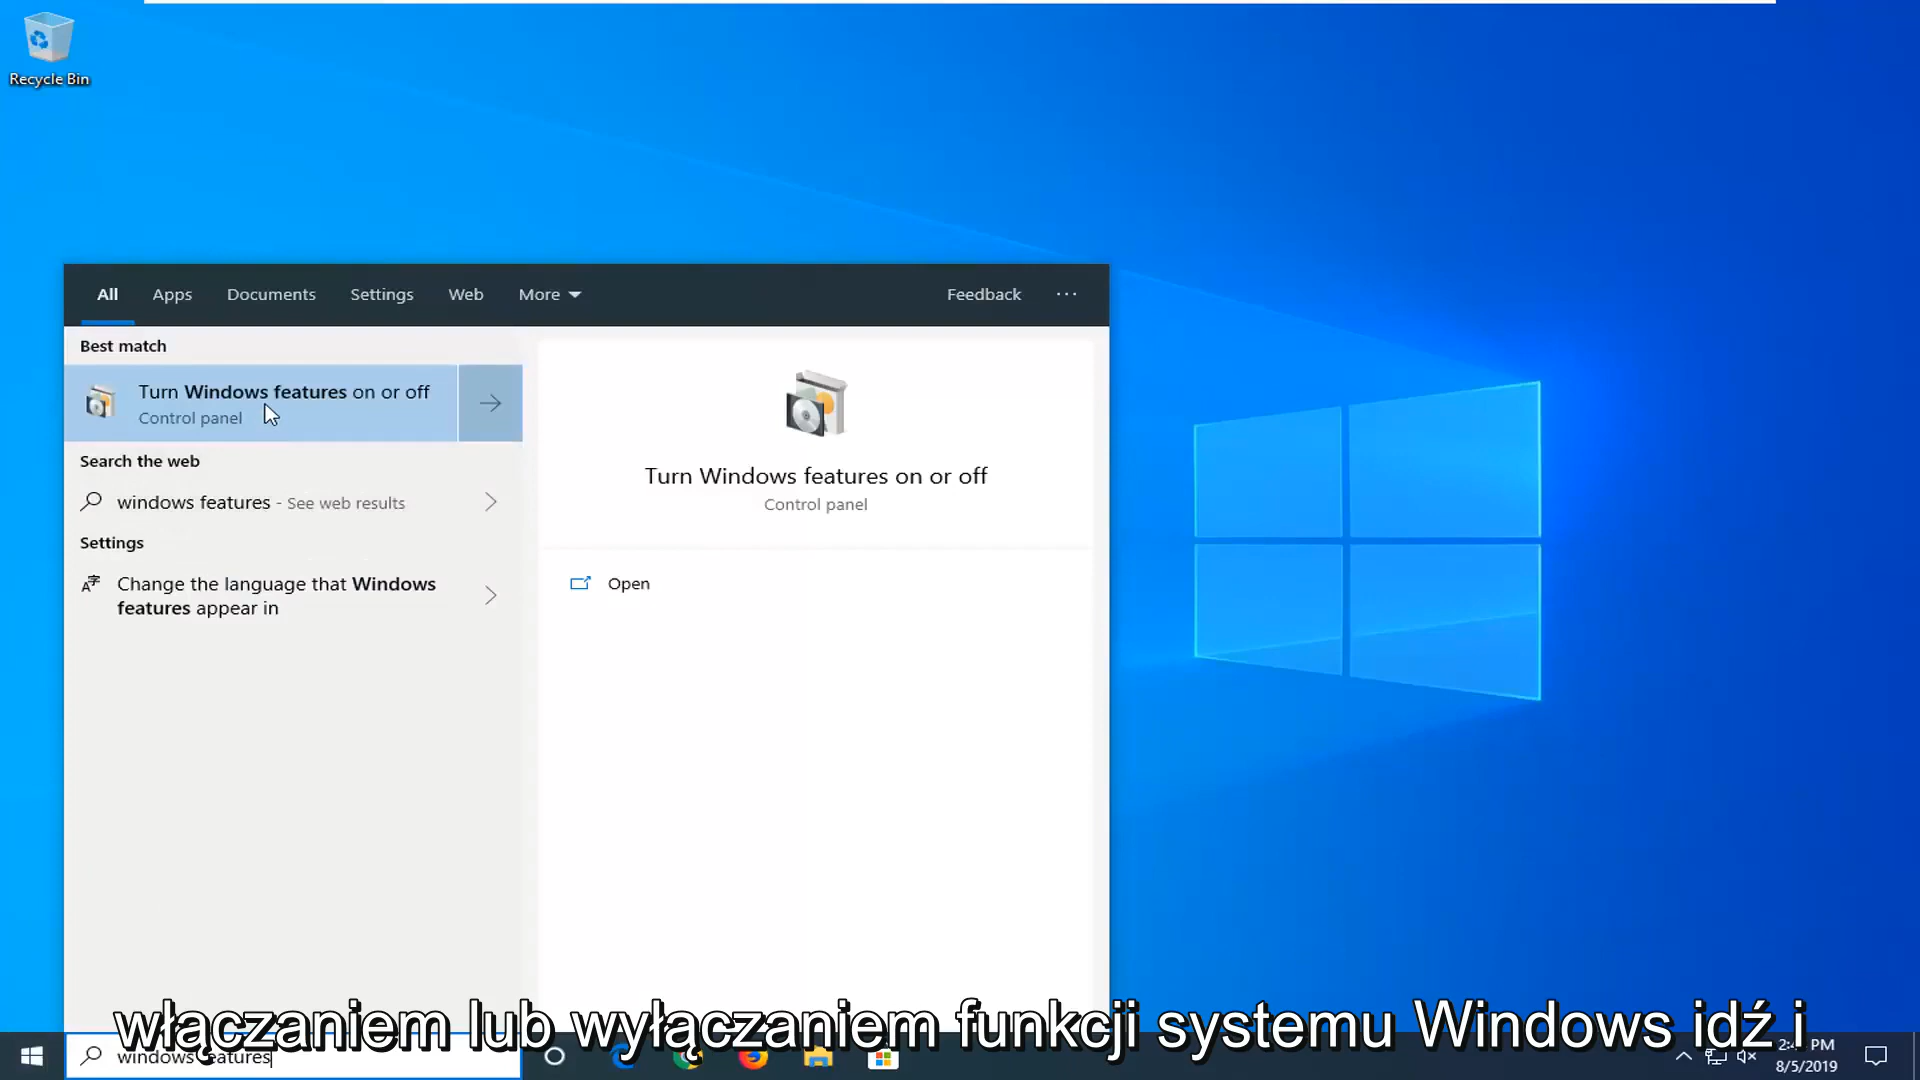 Recycle Bin
All Apps Documents Settings Web More Feedback ···
Best match
Turn Windows features on or off
Control panel
Search the web
windows features - See web results
Settings
Change the language that Windows
features appear in
Turn Windows features on or off
Control panel
Open
włączaniem lub wyłączaniem funkcji systemu Windows idź i
windows features
PM
8/5/2019